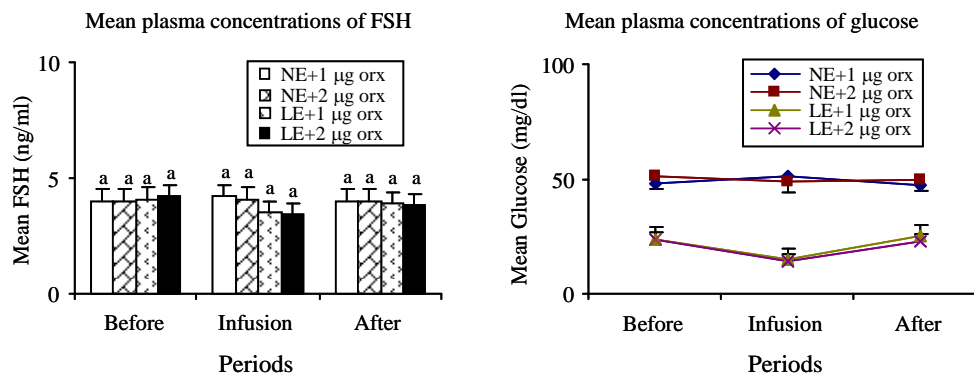 Mean plasma concentrations of FSH
10
5
0
Mean FSH (ng/ml)
NE+1 µg orx
NE+2 µg orx
LE+1 µg orx
LE+2 µg orx
a a a a
a a a a
a a a a
Before Infusion After
Periods
Mean plasma concentrations of glucose
100
50
0
Mean Glucose (mg/dl)
NE+1 µg orx
NE+2 µg orx
LE+1 µg orx
LE+2 µg orx
Before Infusion After
Periods